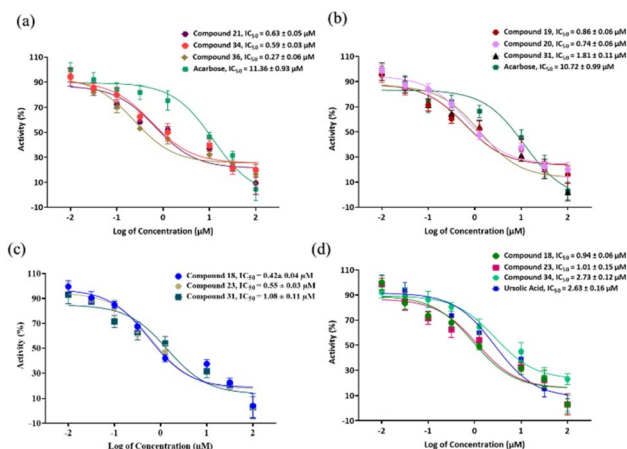 (a)
Compound 21, IC50 = 0.63 ± 0.05 µM
Compound 34, IC50 = 0.59 ± 0.03 µM
Compound 36, IC50 = 0.27 ± 0.06 µM
Acarbose, IC50 = 11.36 ± 0.93 µM
Activity (%)
110
90
70
50
30
10
-10
-2
-1
0
1
2
Log of Concentration (µM)
(b)
Compound 19, IC50 = 0.86 ± 0.06 µM
Compound 20, IC50 = 0.74 ± 0.06 µM
Compound 31, IC50 = 1.81 ± 0.11 µM
Acarbose, IC50 = 10.72 ± 0.99 µM
Activity (%)
110
90
70
50
30
10
-10
-2
-1
0
1
2
Log of Concentration (µM)
(c)
Compound 18, IC50 = 0.42± 0.04 µM
Compound 23, IC50 = 0.55 ± 0.03 µM
Compound 31, IC50 = 1.08 ± 0.11 µM
Activity (%)
110
90
70
50
30
10
-10
-2
-1
0
1
2
Log of Concentration (µM)
(d)
Compound 18, IC50 = 0.94 ± 0.06 µM
Compound 23, IC50 = 1.01 ± 0.15 µM
Compound 34, IC50 = 2.73 ± 0.12 µM
Ursolic Acid, IC50 = 2.63 ± 0.16 µM
Activity (%)
110
90
70
50
30
10
-10
-2
-1
0
1
2
Log of Concentration (µM)